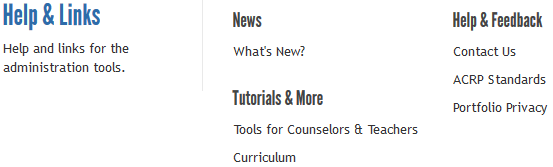 Help & Links
Help and links for the
administration tools.
News
What's New?
Tutorials & More
Tools for Counselors & Teachers
Curriculum
Help & Feedback
Contact Us
ACRP Standards
Portfolio Privacy